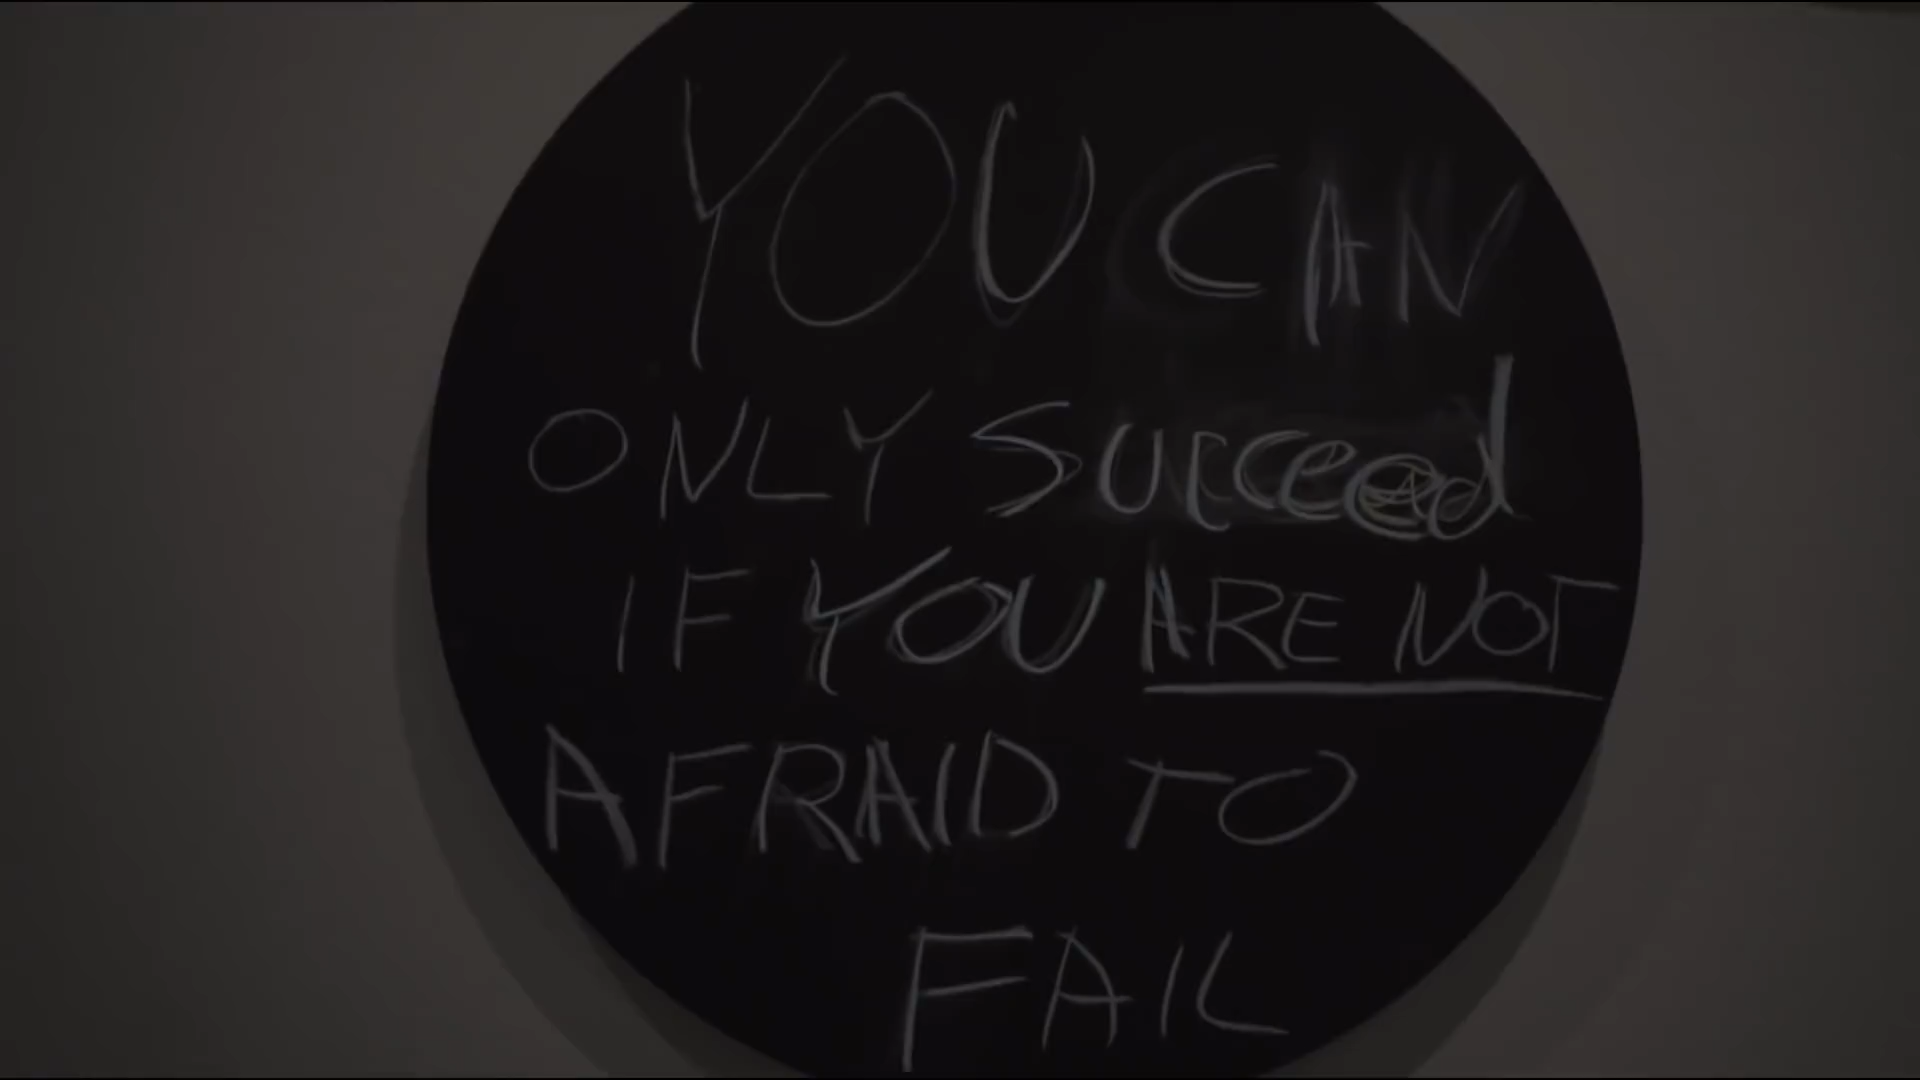 YOU CAN
ONLY Succeed
IF YOU ARE NOT
AFRAID TO
FAIL